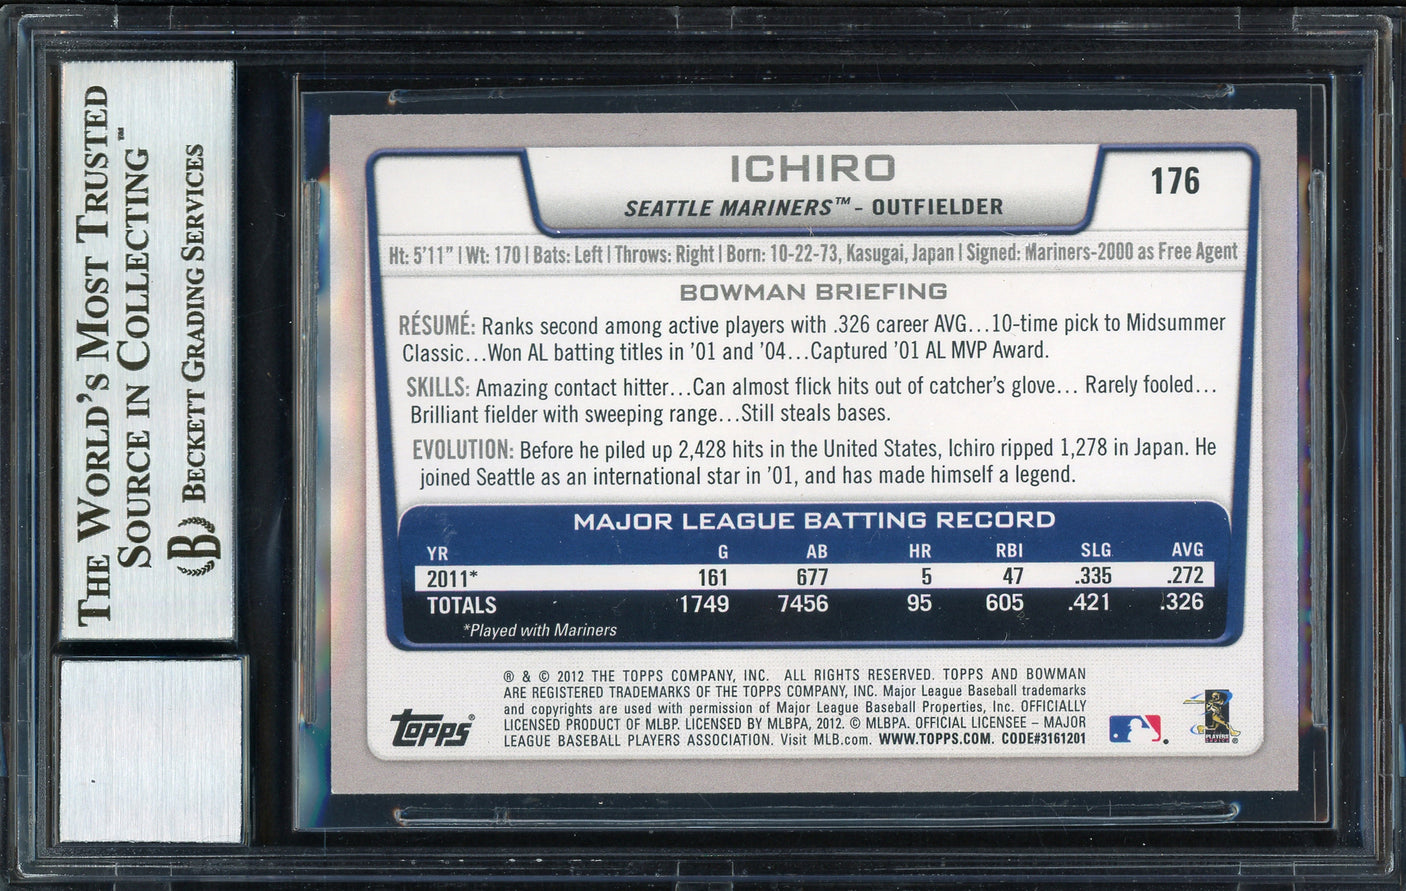 THE WORLD'S MOST TRUSTED
SOURCE IN COLLECTING™
B BECKETT GRADING SERVICES
ICHIRO
176
SEATTLE MARINERS™ - OUTFIELDER
Ht: 5'11" | Wt: 170 | Bats: Left | Throws: Right | Born: 10-22-73, Kasugai, Japan | Signed: Mariners-2000 as Free Agent
BOWMAN BRIEFING
RÉSUMÉ: Ranks second among active players with .326 career AVG...10-time pick to Midsummer
Classic...Won AL batting titles in '01 and '04...Captured '01 AL MVP Award.
SKILLS: Amazing contact hitter...Can almost flick hits out of catcher's glove... Rarely fooled...
Brilliant fielder with sweeping range...Still steals bases.
EVOLUTION: Before he piled up 2,428 hits in the United States, Ichiro ripped 1,278 in Japan. He
joined Seattle as an international star in '01, and has made himself a legend.
MAJOR LEAGUE BATTING RECORD
YR G AB HR RBI SLG AVG
2011* 161 677 5 47 .335 .272
TOTALS 1749 7456 95 605 .421 .326
*Played with Mariners
® & © 2012 THE TOPPS COMPANY, INC. ALL RIGHTS RESERVED. TOPPS AND BOWMAN
ARE REGISTERED TRADEMARKS OF THE TOPPS COMPANY, INC. Major League Baseball trademarks
and copyrights are used with permission of Major League Baseball Properties, Inc. OFFICIALLY
LICENSED PRODUCT OF MLBP. LICENSED BY MLBPA, 2012. © MLBPA. OFFICIAL LICENSEE – MAJOR
LEAGUE BASEBALL PLAYERS ASSOCIATION. Visit MLB.com. WWW.TOPPS.COM. CODE#3161201
Topps®
PLAYERS